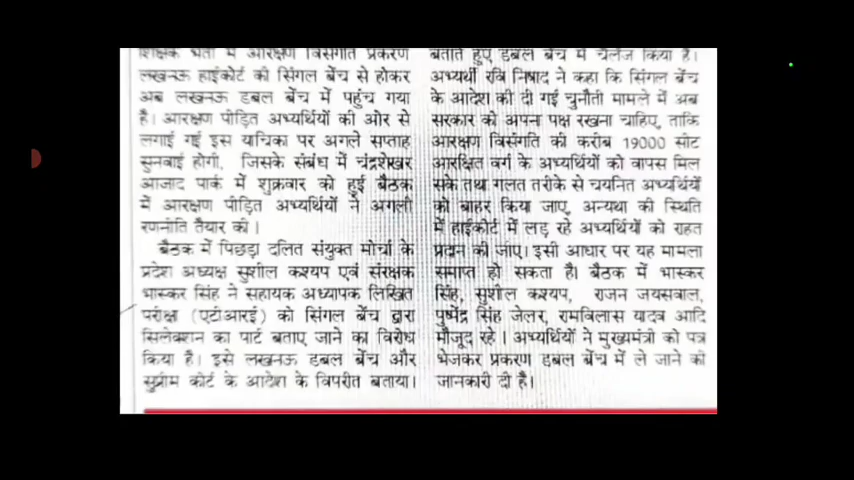 शिक्षक भर्ती में आरक्षण विसंगति प्रकरण
लखनऊ हाईकोर्ट की सिंगल बेंच से होकर
अब लखनऊ डबल बेंच में पहुंच गया
है। आरक्षण पीड़ित अभ्यर्थियों की ओर से
लगाई गई इस याचिका पर अगले सप्ताह
सुनवाई होगी, जिसके संबंध में चंद्रशेखर
आजाद पार्क में शुक्रवार को हुई बैठक
में आरक्षण पीड़ित अभ्यर्थियों ने अगली
रणनीति तैयार की।
बैठक में पिछड़ा दलित संयुक्त मोर्चा के
प्रदेश अध्यक्ष सुशील कश्यप एवं संरक्षक
भास्कर सिंह ने सहायक अध्यापक लिखित
परीक्षा (एटीआरई) को सिंगल बेंच द्वारा
सिलेक्शन का पार्ट बताए जाने का विरोध
किया है। इसे लखनऊ डबल बेंच और
सुप्रीम कोर्ट के आदेश के विपरीत बताया।
बताते हुए डबल बेंच में चैलेंज किया है।
अभ्यर्थी रवि निषाद ने कहा कि सिंगल बेंच
के आदेश की दी गई चुनौती मामले में अब
सरकार को अपना पक्ष रखना चाहिए, ताकि
आरक्षण विसंगति की करीब 19000 सीट
आरक्षित वर्ग के अभ्यर्थियों को वापस मिल
सके तथा गलत तरीके से चयनित अभ्यर्थियों
को बाहर किया जाए, अन्यथा की स्थिति
में हाईकोर्ट में लड़ रहे अभ्यर्थियों को राहत
प्रदान की जाए। इसी आधार पर यह मामला
समाप्त हो सकता है। बैठक में भास्कर
सिंह, सुशील कश्यप, राजन जयसवाल,
पुष्पेंद्र सिंह जेलर, रामविलास यादव आदि
मौजूद रहे। अभ्यर्थियों ने मुख्यमंत्री को पत्र
भेजकर प्रकरण डबल बेंच में ले जाने की
जानकारी दी है।